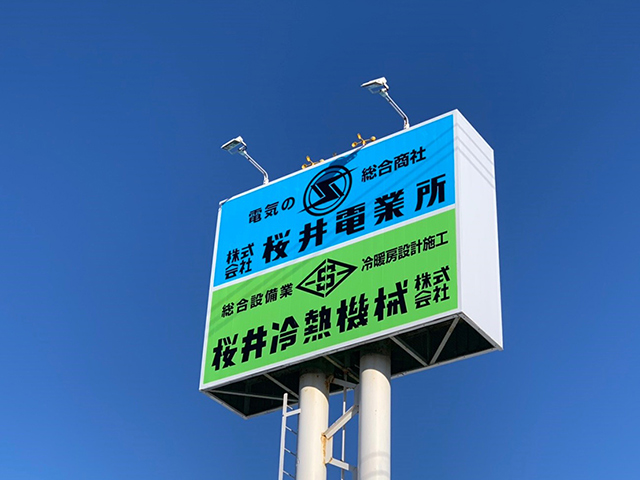 電気の 総合商社
株式会社 桜井電業所
総合設備業 S 冷暖房設計施工
桜井冷熱機械 株式会社